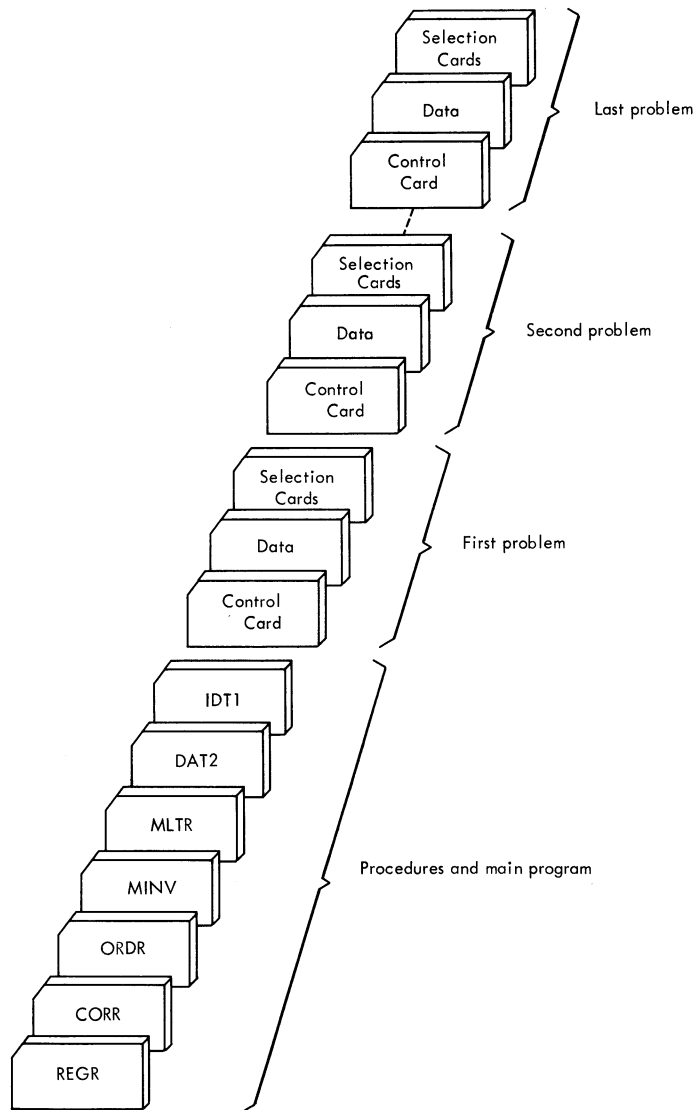 Selection
Cards
Data
Control
Card
Last problem
Selection
Cards
Data
Control
Card
Second problem
Selection
Cards
Data
Control
Card
First problem
IDT1
DAT2
MLTR
MINV
ORDR
CORR
REGR
Procedures and main program